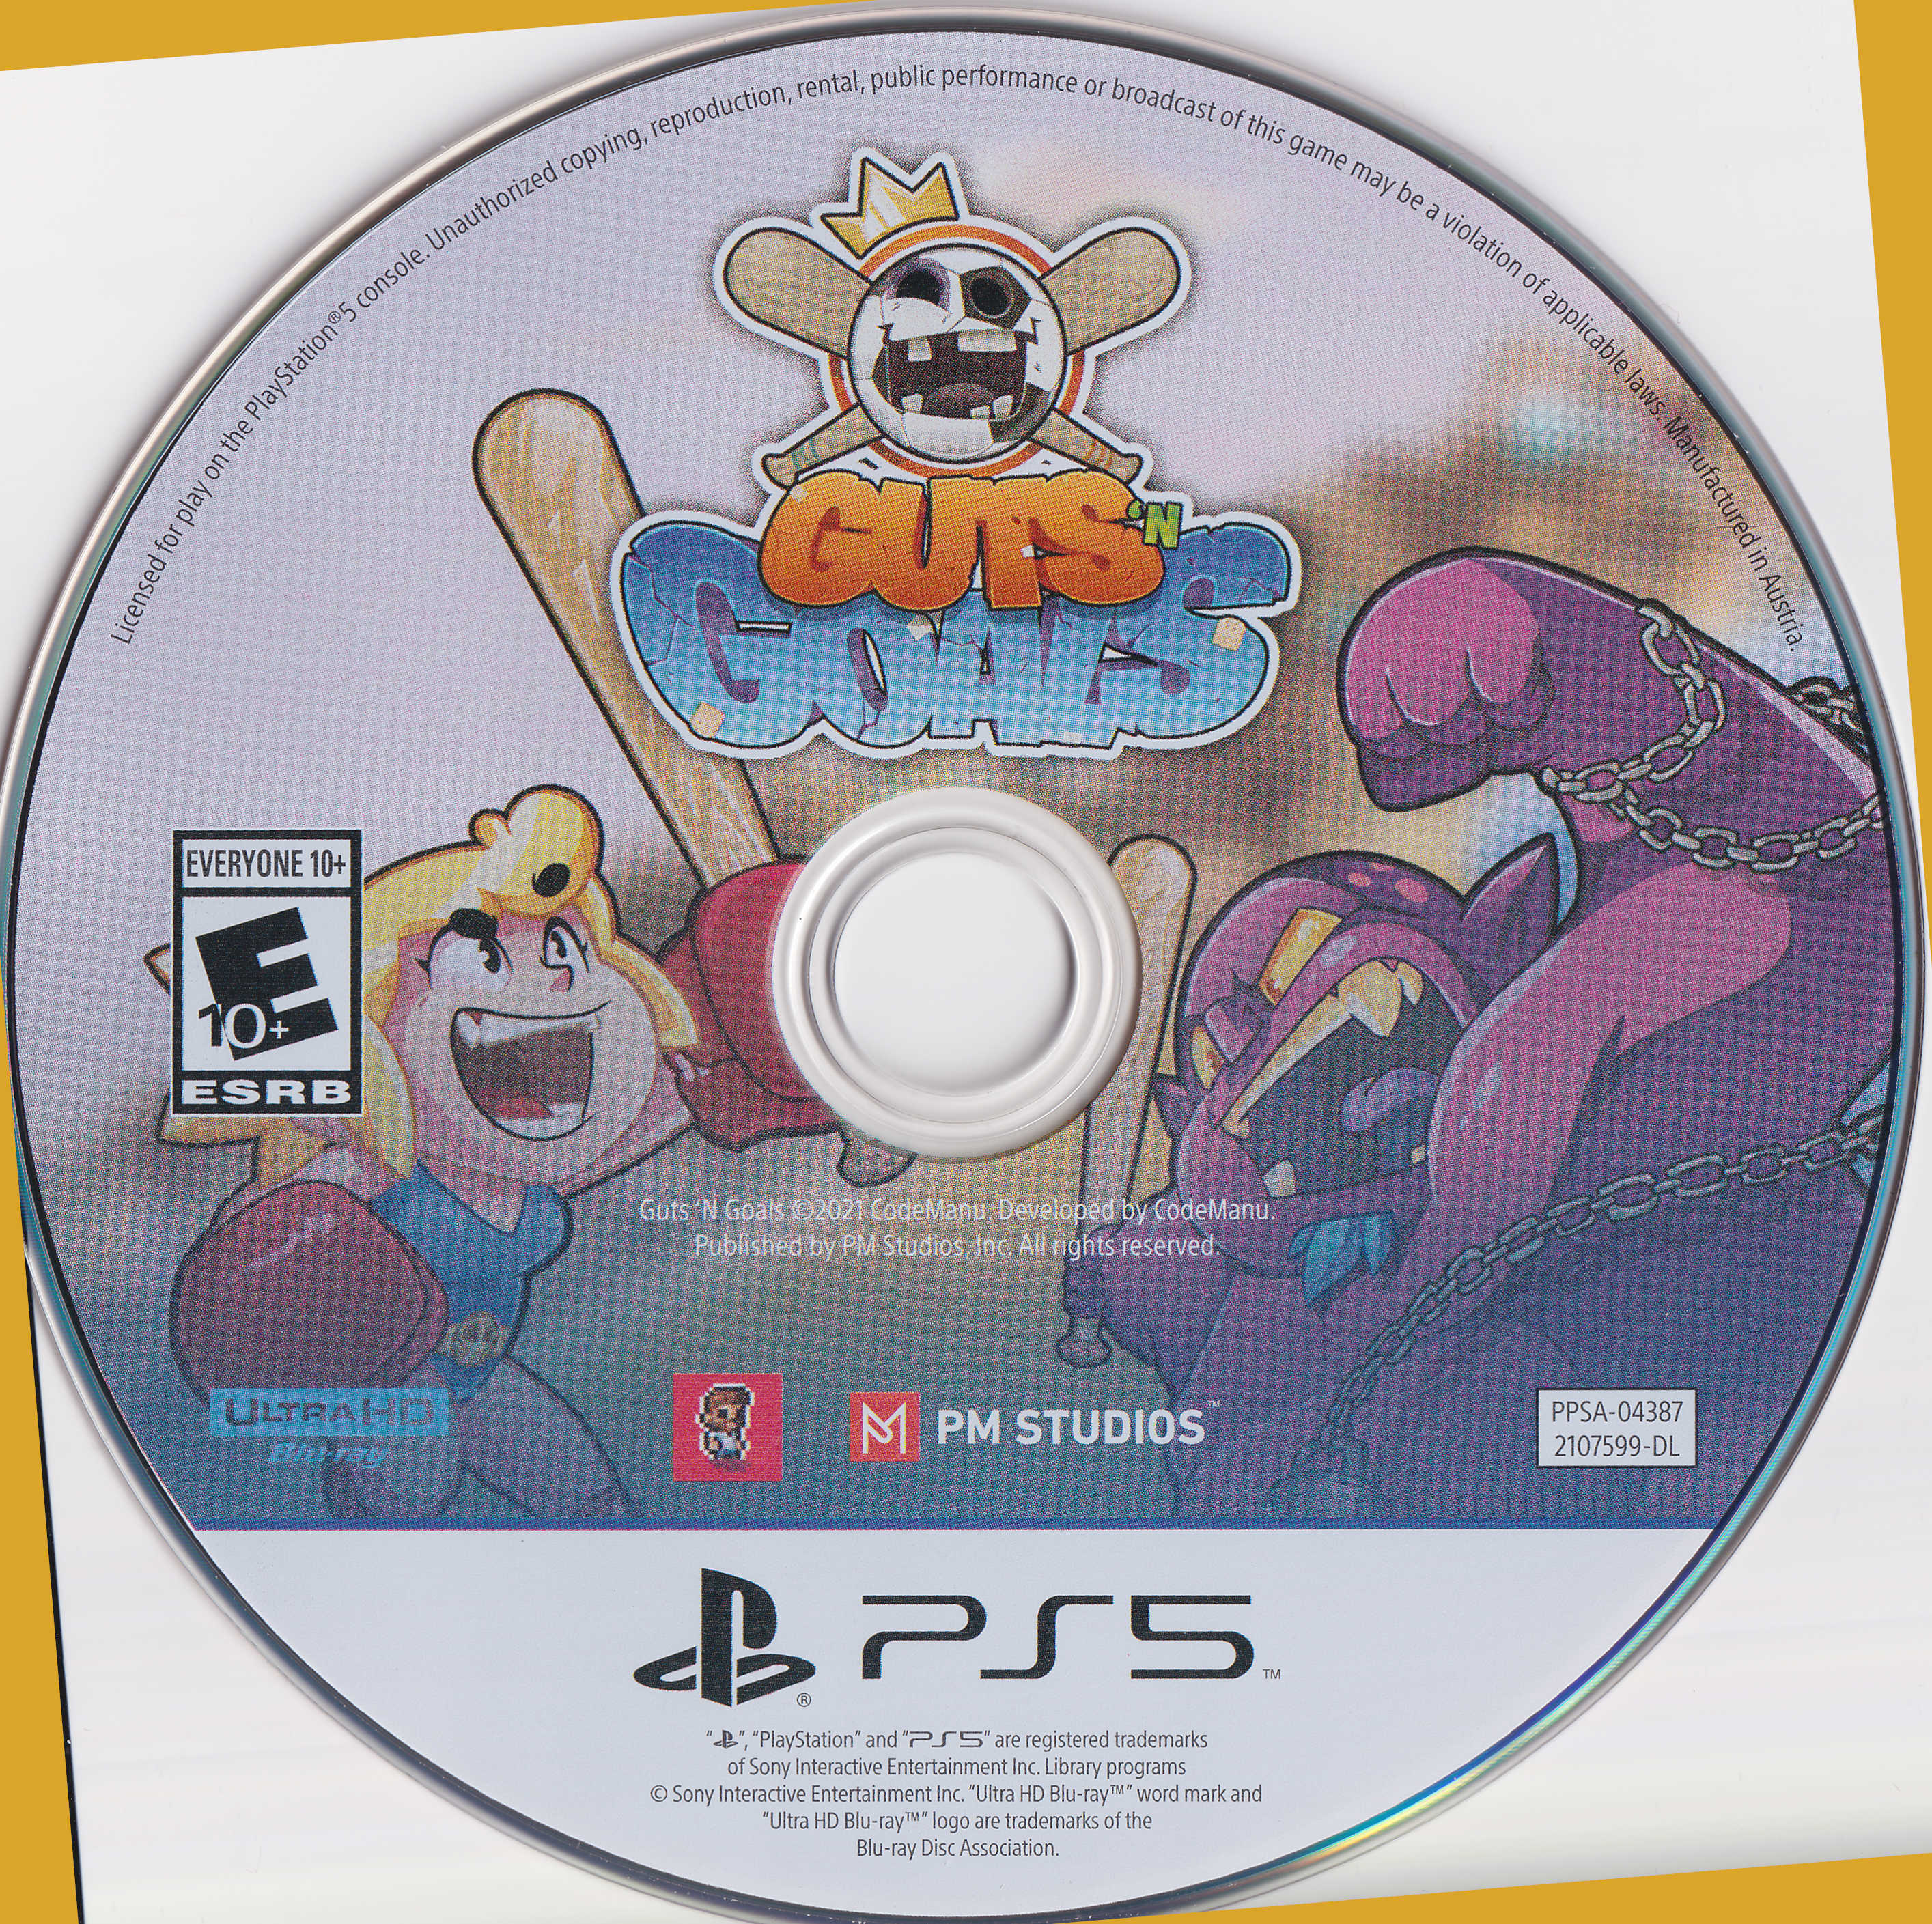 Licensed for play on the PlayStation®5 console. Unauthorized copying, reproduction, rental, public performance or broadcast of this game may be a violation of applicable laws. Manufactured in Austria.
GUTS 'N
GOALS
EVERYONE 10+
E
10+
ESRB
Guts ‘N Goals ©2021 CodeManu. Developed by CodeManu.
Published by PM Studios, Inc. All rights reserved.
ULTRA HD
Blu-ray
PM STUDIOS™
PPSA-04387
2107599-DL
® PS5™
“ ”, “PlayStation” and “PS5” are registered trademarks
of Sony Interactive Entertainment Inc. Library programs
© Sony Interactive Entertainment Inc. “Ultra HD Blu-ray™” word mark and
“Ultra HD Blu-ray™” logo are trademarks of the
Blu-ray Disc Association.